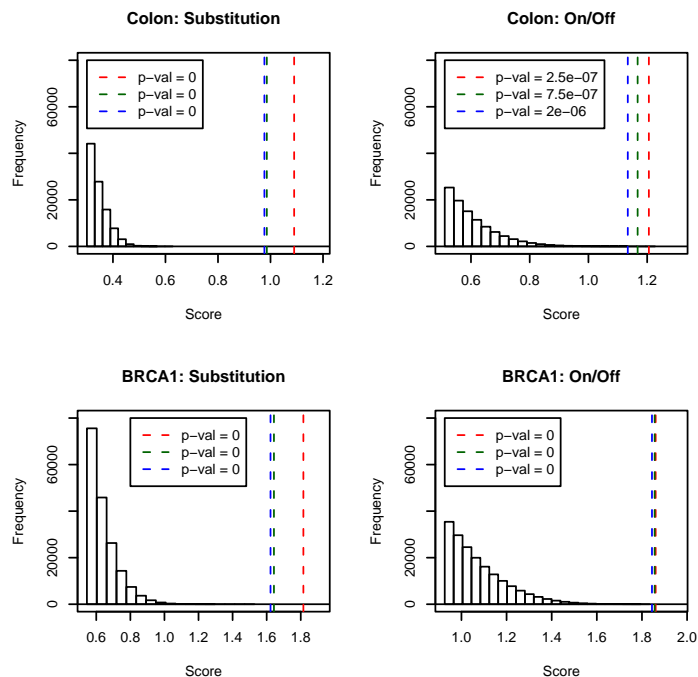 Colon: Substitution
p−val = 0
p−val = 0
p−val = 0
Frequency
0
20000
60000
0.4
0.6
0.8
1.0
1.2
Score
Colon: On/Off
p−val = 2.5e−07
p−val = 7.5e−07
p−val = 2e−06
Frequency
0
20000
60000
0.6
0.8
1.0
1.2
Score
BRCA1: Substitution
p−val = 0
p−val = 0
p−val = 0
Frequency
0
20000
60000
0.6
0.8
1.0
1.2
1.4
1.6
1.8
Score
BRCA1: On/Off
p−val = 0
p−val = 0
p−val = 0
Frequency
0
20000
60000
1.0
1.2
1.4
1.6
1.8
2.0
Score